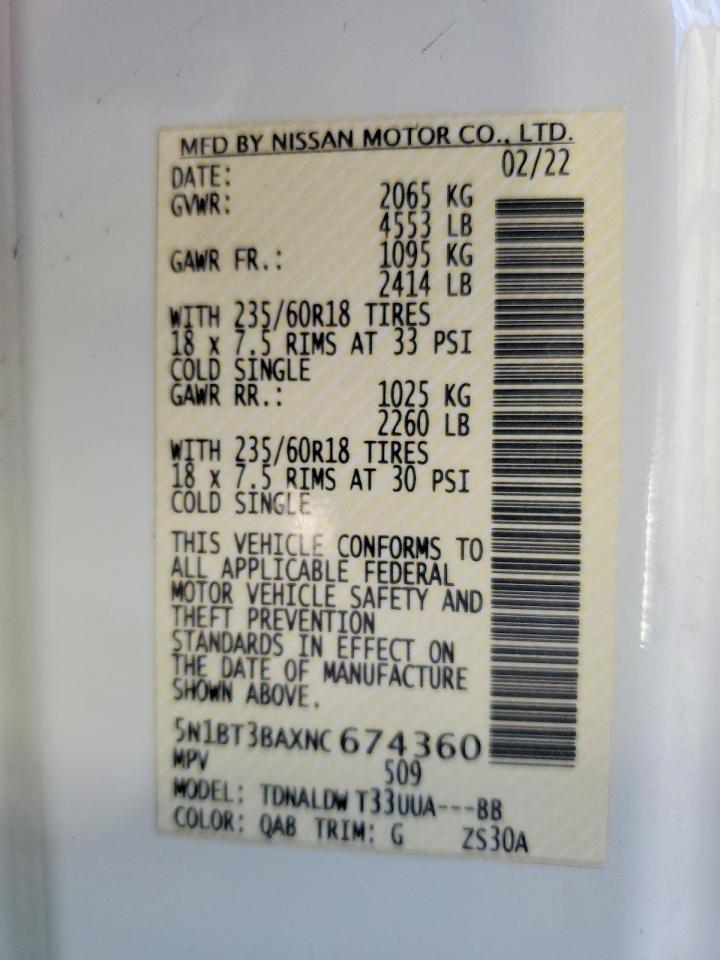 MFD BY NISSAN MOTOR CO., LTD.
DATE: 02/22
GVWR: 2065 KG
4553 LB
GAWR FR.: 1095 KG
2414 LB
WITH 235/60R18 TIRES
18 x 7.5 RIMS AT 33 PSI
COLD SINGLE
GAWR RR.: 1025 KG
2260 LB
WITH 235/60R18 TIRES
18 x 7.5 RIMS AT 30 PSI
COLD SINGLE
THIS VEHICLE CONFORMS TO
ALL APPLICABLE FEDERAL
MOTOR VEHICLE SAFETY AND
THEFT PREVENTION
STANDARDS IN EFFECT ON
THE DATE OF MANUFACTURE
SHOWN ABOVE.
5N1BT3BAXNC674360
MPV 509
MODEL: TDNALDW T33UUA---BB
COLOR: QAB TRIM: G ZS30A